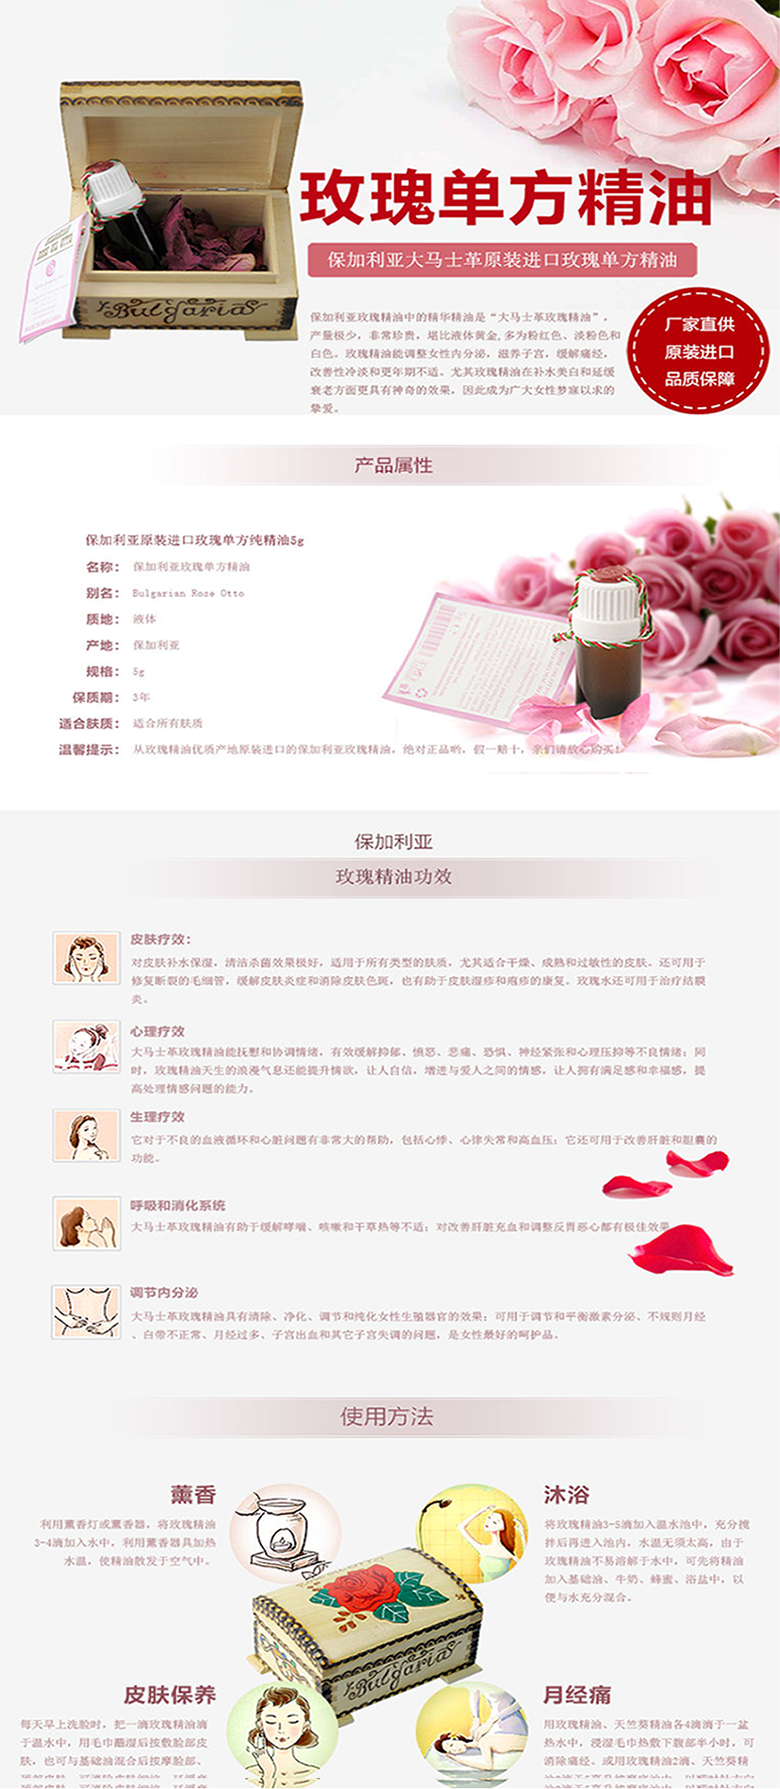 玫瑰单方精油
保加利亚大马士革原装进口玫瑰单方精油
保加利亚玫瑰精油中的精华精油是“大马士革玫瑰精油”，
产量极少，非常珍贵，堪比液体黄金,多为粉红色、淡粉色和
白色。玫瑰精油能调整女性内分泌，滋养子宫，缓解痛经，
改善性冷淡和更年期不适。尤其玫瑰精油在补水美白和延缓
衰老方面更具有神奇的效果，因此成为广大女性梦寐以求的
挚爱。
厂家直供
原装进口
品质保障
Bulgaria
产品属性
保加利亚原装进口玫瑰单方纯精油5g
名称： 保加利亚玫瑰单方精油
别名： Bulgarian Rose Otto
质地： 液体
产地： 保加利亚
规格： 5g
保质期： 3年
适合肤质： 适合所有肤质
温馨提示： 从玫瑰精油优质产地原装进口的保加利亚玫瑰精油，绝对正品哟，假一赔十，亲们请放心购买！
保加利亚
玫瑰精油功效
皮肤疗效：
对皮肤补水保湿，清洁杀菌效果极好，适用于所有类型的肤质，尤其适合干燥、成熟和过敏性的皮肤。还可用于
修复断裂的毛细管，缓解皮肤炎症和消除皮肤色斑，也有助于皮肤湿疹和疱疹的康复。玫瑰水还可用于治疗结膜
炎。
心理疗效
大马士革玫瑰精油能抚慰和协调情绪，有效缓解抑郁、愤怒、悲痛、恐惧、神经紧张和心理压抑等不良情绪；同
时，玫瑰精油天生的浪漫气息还能提升情欲，让人自信，增进与爱人之间的情感，让人拥有满足感和幸福感，提
高处理情感问题的能力。
生理疗效
它对于不良的血液循环和心脏问题有非常大的帮助，包括心悸、心律失常和高血压；它还可用于改善肝脏和胆囊的
功能。
呼吸和消化系统
大马士革玫瑰精油有助于缓解哮喘、咳嗽和干草热等不适；对改善肝脏充血和调整反胃恶心都有极佳效果
调节内分泌
大马士革玫瑰精油具有清除、净化、调节和纯化女性生殖器官的效果；可用于调节和平衡激素分泌、不规则月经
、白带不正常、月经过多、子宫出血和其它子宫失调的问题，是女性最好的呵护品。
使用方法
薰香
利用薰香灯或薰香器，将玫瑰精油
3-4滴加入水中，利用薰香器具加热
水温，使精油散发于空气中。
沐浴
将玫瑰精油3-5滴加入温水池中，充分搅
拌后再进入池内，水温无须太高，由于
玫瑰精油不易溶解于水中，可先将精油
加入基础油、牛奶、蜂蜜、浴盐中，以
便与水充分混合。
Bulgaria
皮肤保养
每天早上洗脸时，把一滴玫瑰精油滴
于温水中，用毛巾蘸湿后按敷脸部皮
肤，也可与基础油混合后按摩脸部、
月经痛
用玫瑰精油、天竺葵精油各4滴滴于一盆
热水中，浸湿毛巾热敷下腹部半小时，可
消除痛经。或用玫瑰精油2滴、天竺葵精